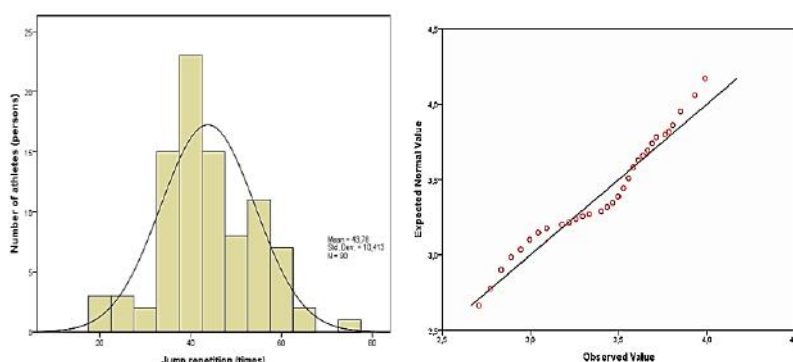 25
20
15
10
5
0
20
40
60
80
Number of athletes (persons)
Mean = 43,78
Std. Dev. = 10,413
N = 90
Jump repetition (times)
4,5
4,0
3,5
3,0
2,5
2,5
3,0
3,5
4,0
Expected Normal Value
Observed Value